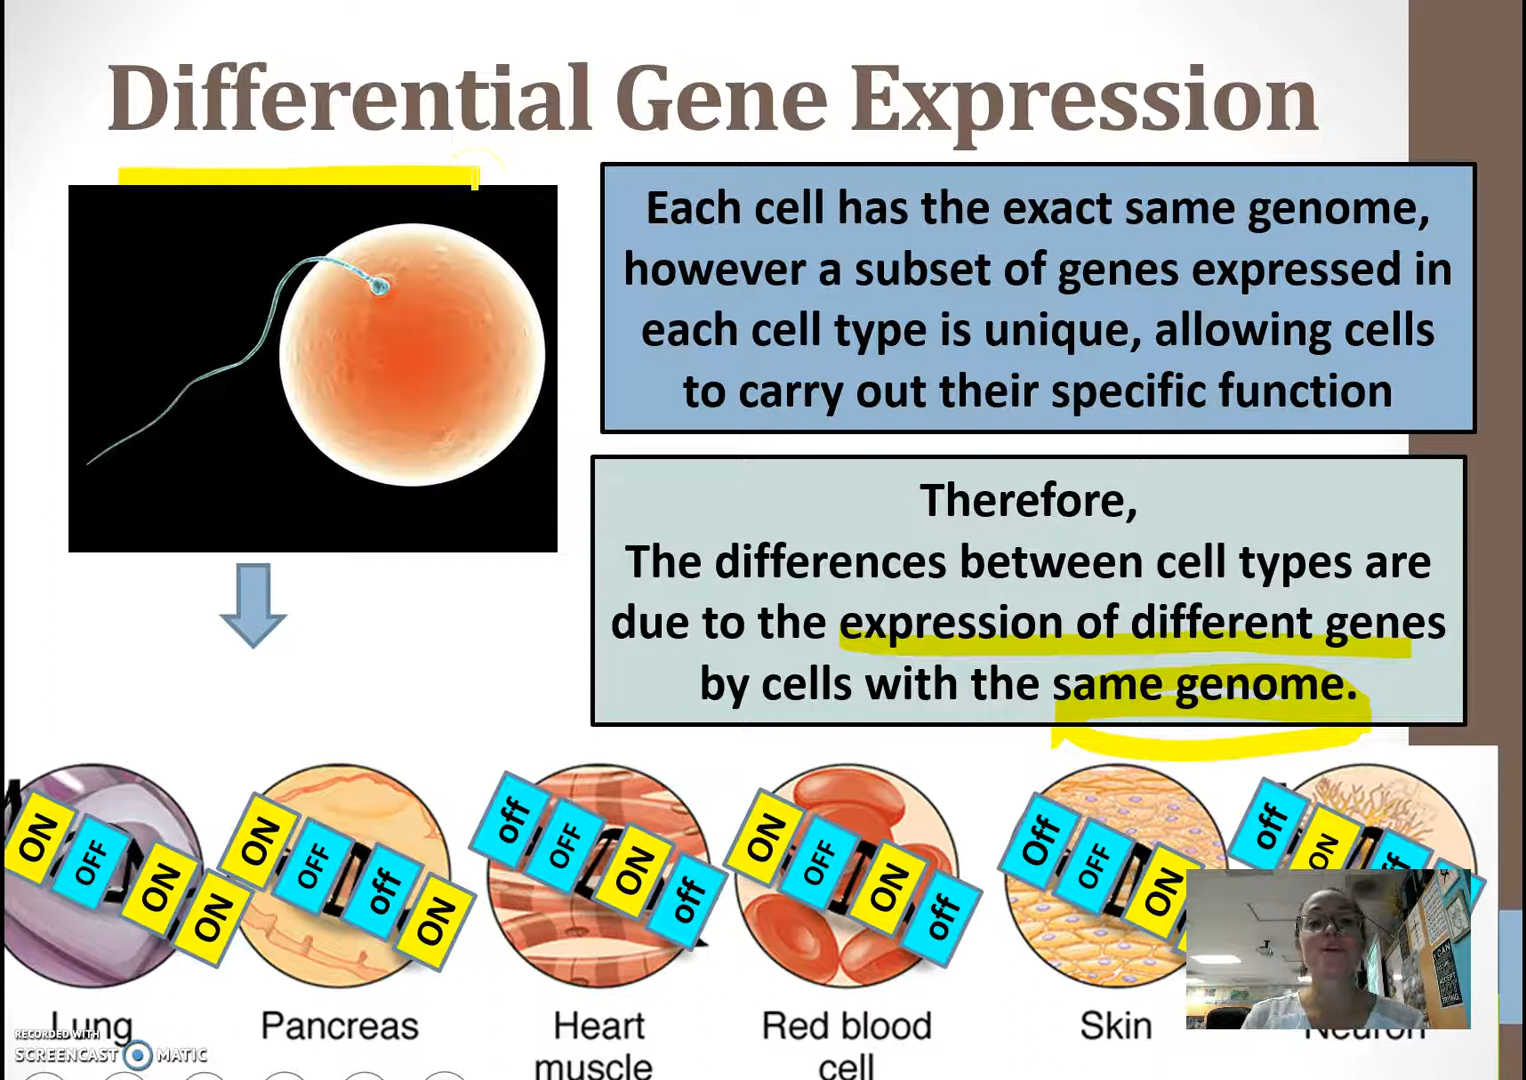 Differential Gene Expression
Each cell has the exact same genome,
however a subset of genes expressed in
each cell type is unique, allowing cells
to carry out their specific function
Therefore,
The differences between cell types are
due to the expression of different genes
by cells with the same genome.
ON OFF ON ON
ON OFF off ON
off OFF ON off
ON OFF ON off
Off OFF ON
off ON off
Lung
Pancreas
Heart
muscle
Red blood
cell
Skin
Neuron
RECORDED WITH
SCREENCAST MATIC